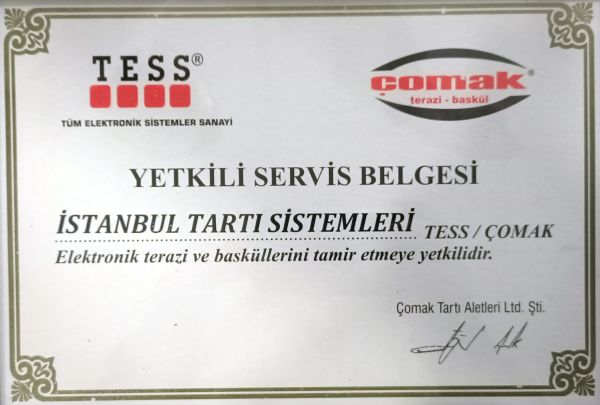 TESS®
TÜM ELEKTRONİK SİSTEMLER SANAYİ
çomak®
terazi - baskül
YETKİLİ SERVİS BELGESİ
İSTANBUL TARTI SİSTEMLERİ TESS / ÇOMAK
Elektronik terazi ve basküllerini tamir etmeye yetkilidir.
Çomak Tartı Aletleri Ltd. Şti.